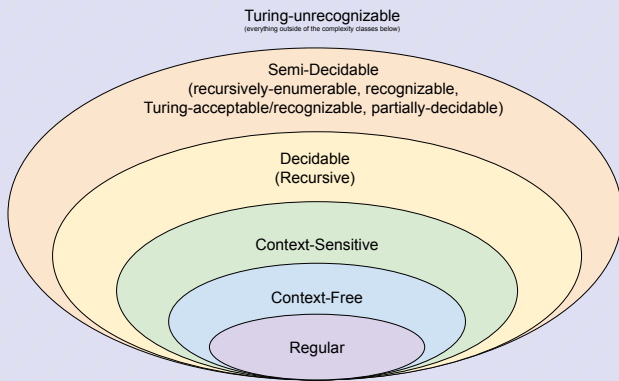 Turing-unrecognizable
(everything outside of the complexity classes below)
Semi-Decidable
(recursively-enumerable, recognizable,
Turing-acceptable/recognizable, partially-decidable)
Decidable
(Recursive)
Context-Sensitive
Context-Free
Regular